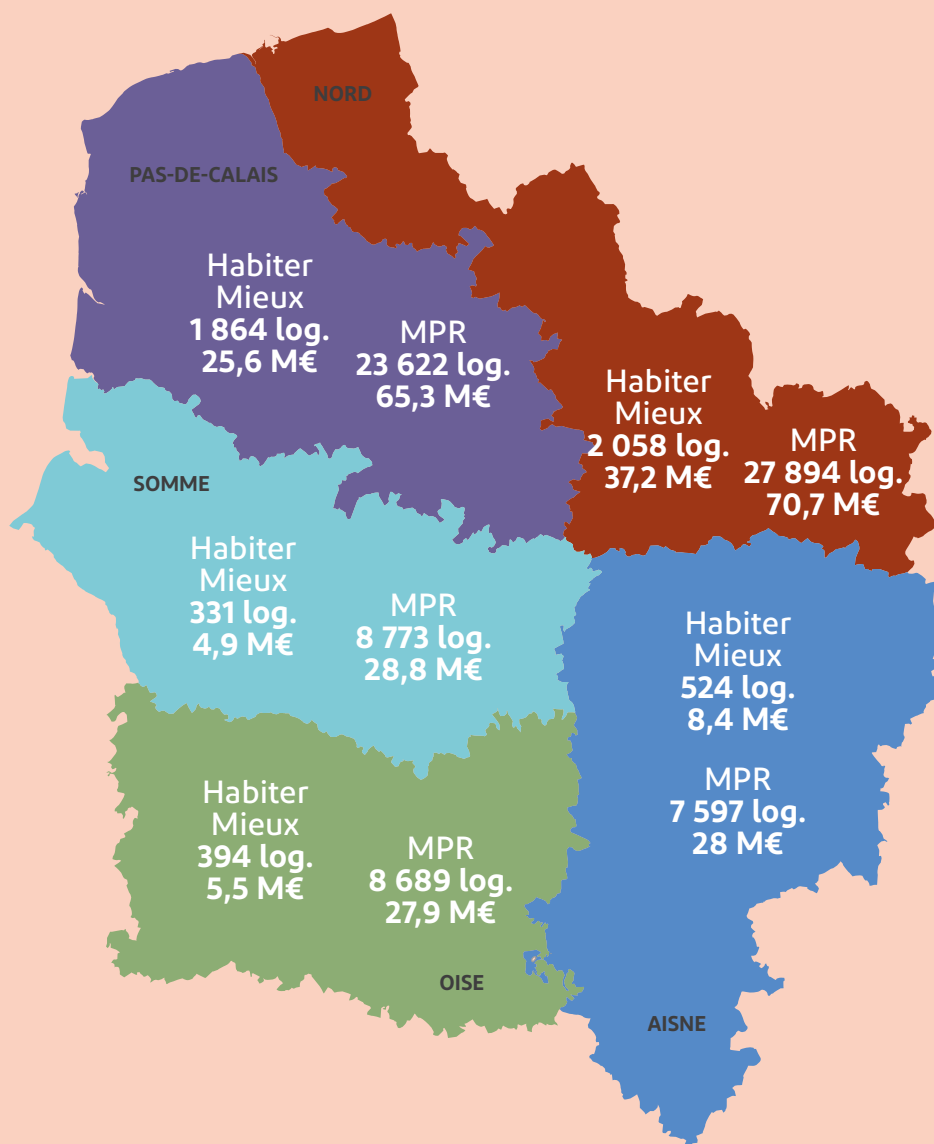 NORD
PAS-DE-CALAIS
Habiter
Mieux
1 864 log.
25,6 M€
MPR
23 622 log.
65,3 M€
Habiter
Mieux
2 058 log.
37,2 M€
MPR
27 894 log.
70,7 M€
SOMME
Habiter
Mieux
331 log.
4,9 M€
MPR
8 773 log.
28,8 M€
Habiter
Mieux
524 log.
8,4 M€
MPR
7 597 log.
28 M€
Habiter
Mieux
394 log.
5,5 M€
MPR
8 689 log.
27,9 M€
OISE
AISNE